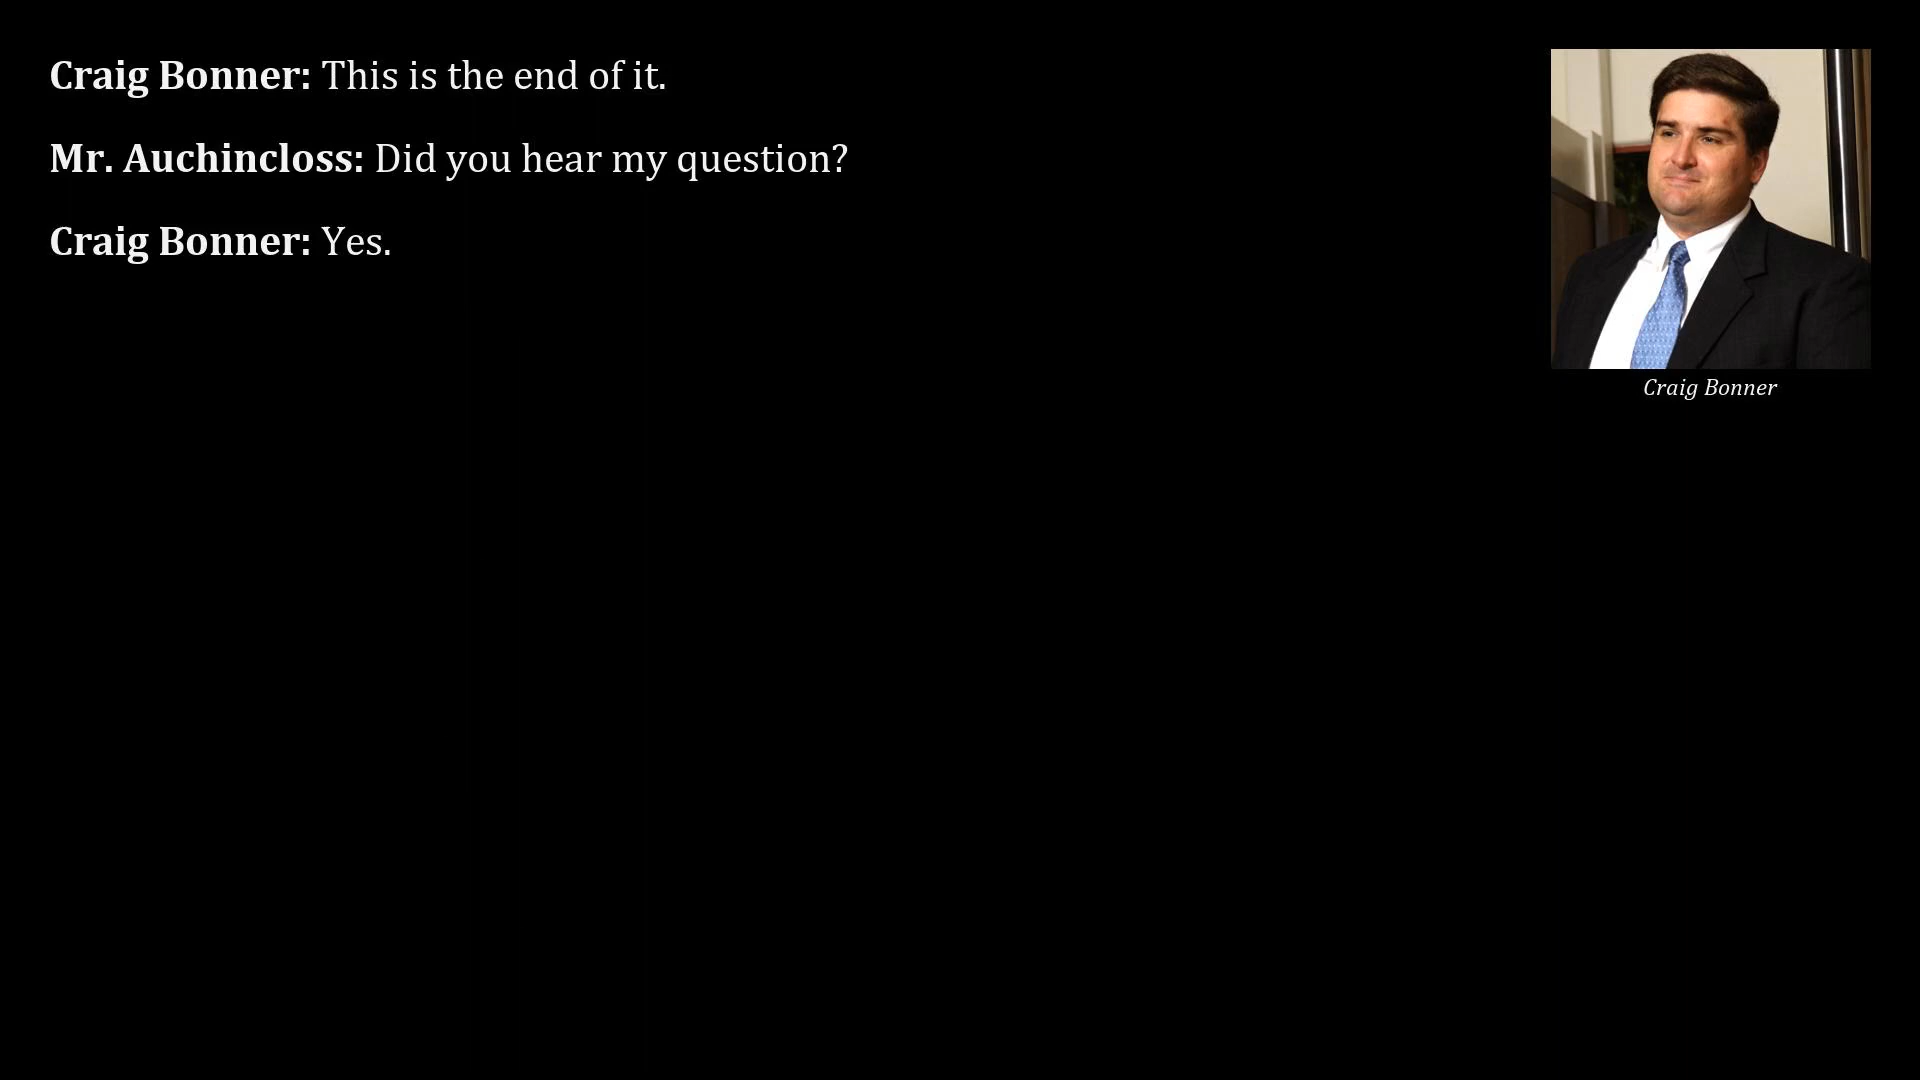 Craig Bonner: This is the end of it.
Mr. Auchincloss: Did you hear my question?
Craig Bonner: Yes.
Craig Bonner